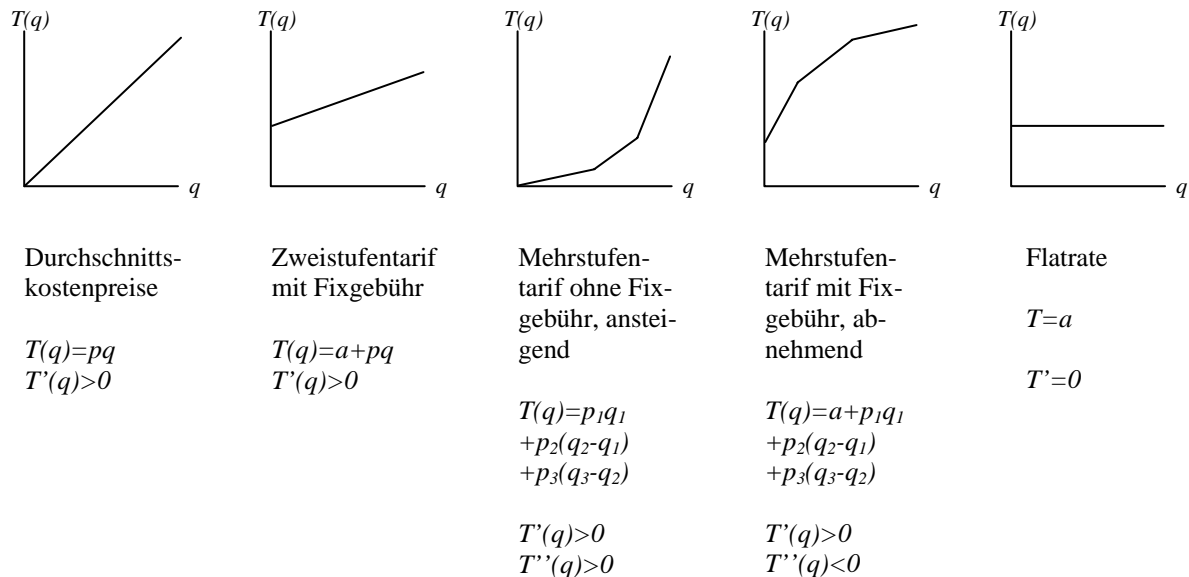 T(q)
q
Durchschnitts-
kostenpreise
T(q)=pq
T’(q)>0
T(q)
q
Zweistufentarif
mit Fixgebühr
T(q)=a+pq
T’(q)>0
T(q)
q
Mehrstufen-
tarif ohne Fix-
gebühr, anstei-
gend
T(q)=p₁q₁
+p₂(q₂-q₁)
+p₃(q₃-q₂)
T’(q)>0
T’’(q)>0
T(q)
q
Mehrstufen-
tarif mit Fix-
gebühr, ab-
nehmend
T(q)=a+p₁q₁
+p₂(q₂-q₁)
+p₃(q₃-q₂)
T’(q)>0
T’’(q)<0
T(q)
q
Flatrate
T=a
T’=0